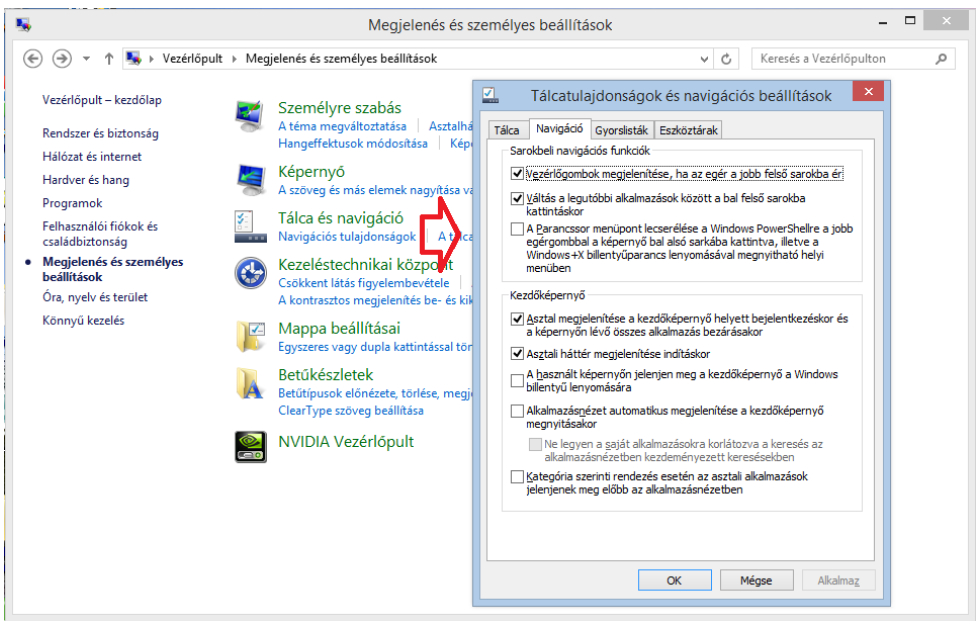 Megjelenés és személyes beállítások
Vezérlőpult
Megjelenés és személyes beállítások
Keresés a Vezérlőpulton
Vezérlőpult – kezdőlap
Rendszer és biztonság
Hálózat és internet
Hardver és hang
Programok
Felhasználói fiókok és
családbiztonság
Megjelenés és személyes
beállítások
Óra, nyelv és terület
Könnyű kezelés
Személyre szabás
A téma megváltoztatása
Hangeffektusok módosítása
Képernyő
A szöveg és más elemek nagyítása
Tálca és navigáció
Navigációs tulajdonságok A
Kezeléstechnikai központ
Csökkent látás figyelembevétele
A kontrasztos megjelenítés be- és
Mappa beállításai
Egyszeres vagy dupla kattintással
Betűkészletek
Betűtípusok előnézete, törlése,
ClearType szöveg beállítása
NVIDIA Vezérlőpult
Tálcatulajdonságok és navigációs beállítások
Tálca Navigáció Gyorslisták Eszköztárak
Sarokbeli navigációs funkciók
Vezérlőgombok megjelenítése, ha az egér a jobb felső sarokba ér
Váltás a legutóbbi alkalmazások között a bal felső sarokba
kattintáskor
A Parancssor menüpont lecserélése a Windows PowerShellre a jobb
egérgombbal a képernyő bal alsó sarkába kattintva, illetve a
Windows+X billentyűparancs lenyomásával megnyitható helyi
menüben
Kezdőképernyő
Asztal megjelenítése a kezdőképernyő helyett bejelentkezéskor és
a képernyőn lévő összes alkalmazás bezárásakor
Asztali háttér megjelenítése indításkor
A használt képernyőn jelenjen meg a kezdőképernyő a Windows
billentyű lenyomására
Alkalmazásnézet automatikus megjelenítése a kezdőképernyő
megnyitásakor
Ne legyen a saját alkalmazásokra korlátozva a keresés az
alkalmazásnézetben kezdeményezett keresésekben
Kategória szerinti rendezés esetén az asztali alkalmazások
jelenjenek meg előbb az alkalmazásnézetben
OK Mégse Alkalmaz